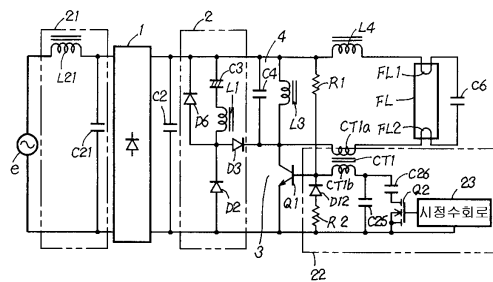 21
L21
C21
e
1
C2
2
C3
L1
D6
D3
D2
4
C4
L3
3
Q1
R1
D12
R2
L4
FL1
FL
FL2
C6
CT1a
CT1
CT1b
C25
C26
Q2
23
시정수회로
22